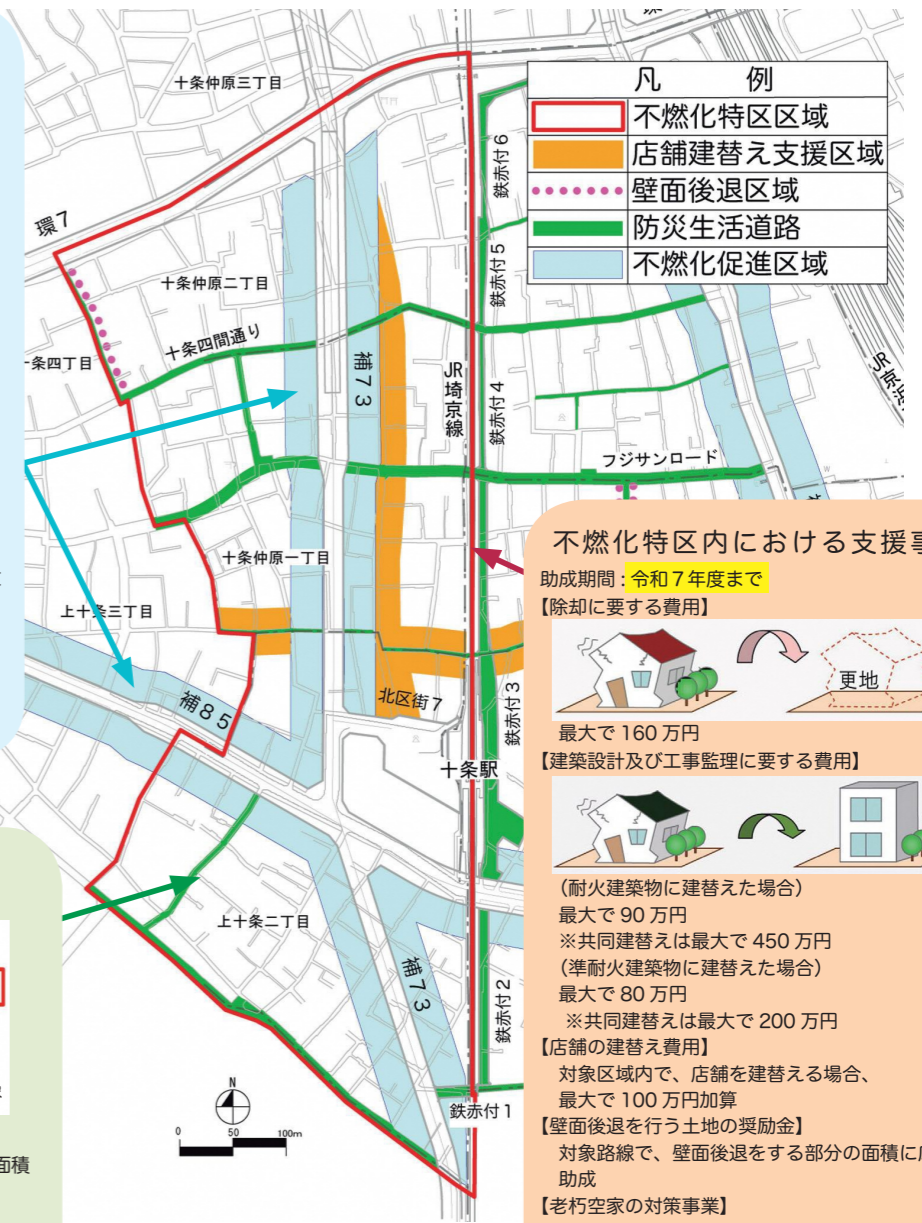 十条仲原三丁目
環7
十条仲原二丁目
条四丁目
十条四間通り
補73
JR埼京線
鉄赤付6
鉄赤付5
鉄赤付4
フジサンロード
十条仲原一丁目
上十条三丁目
補85
北区街7
鉄赤付3
十条駅
上十条二丁目
補73
鉄赤付2
鉄赤付1
N
0 50 100m
面積
凡 例
不燃化特区区域
店舗建替え支援区域
壁面後退区域
防災生活道路
不燃化促進区域
JR京浜
不燃化特区内における支援事
助成期間:令和7年度まで
【除却に要する費用】
更地
最大で160万円
【建築設計及び工事監理に要する費用】
(耐火建築物に建替えた場合)
最大で90万円
※共同建替えは最大で450万円
(準耐火建築物に建替えた場合)
最大で80万円
※共同建替えは最大で200万円
【店舗の建替え費用】
対象区域内で、店舗を建替える場合、
最大で100万円加算
【壁面後退を行う土地の奨励金】
対象路線で、壁面後退をする部分の面積に
助成
【老朽空家の対策事業】